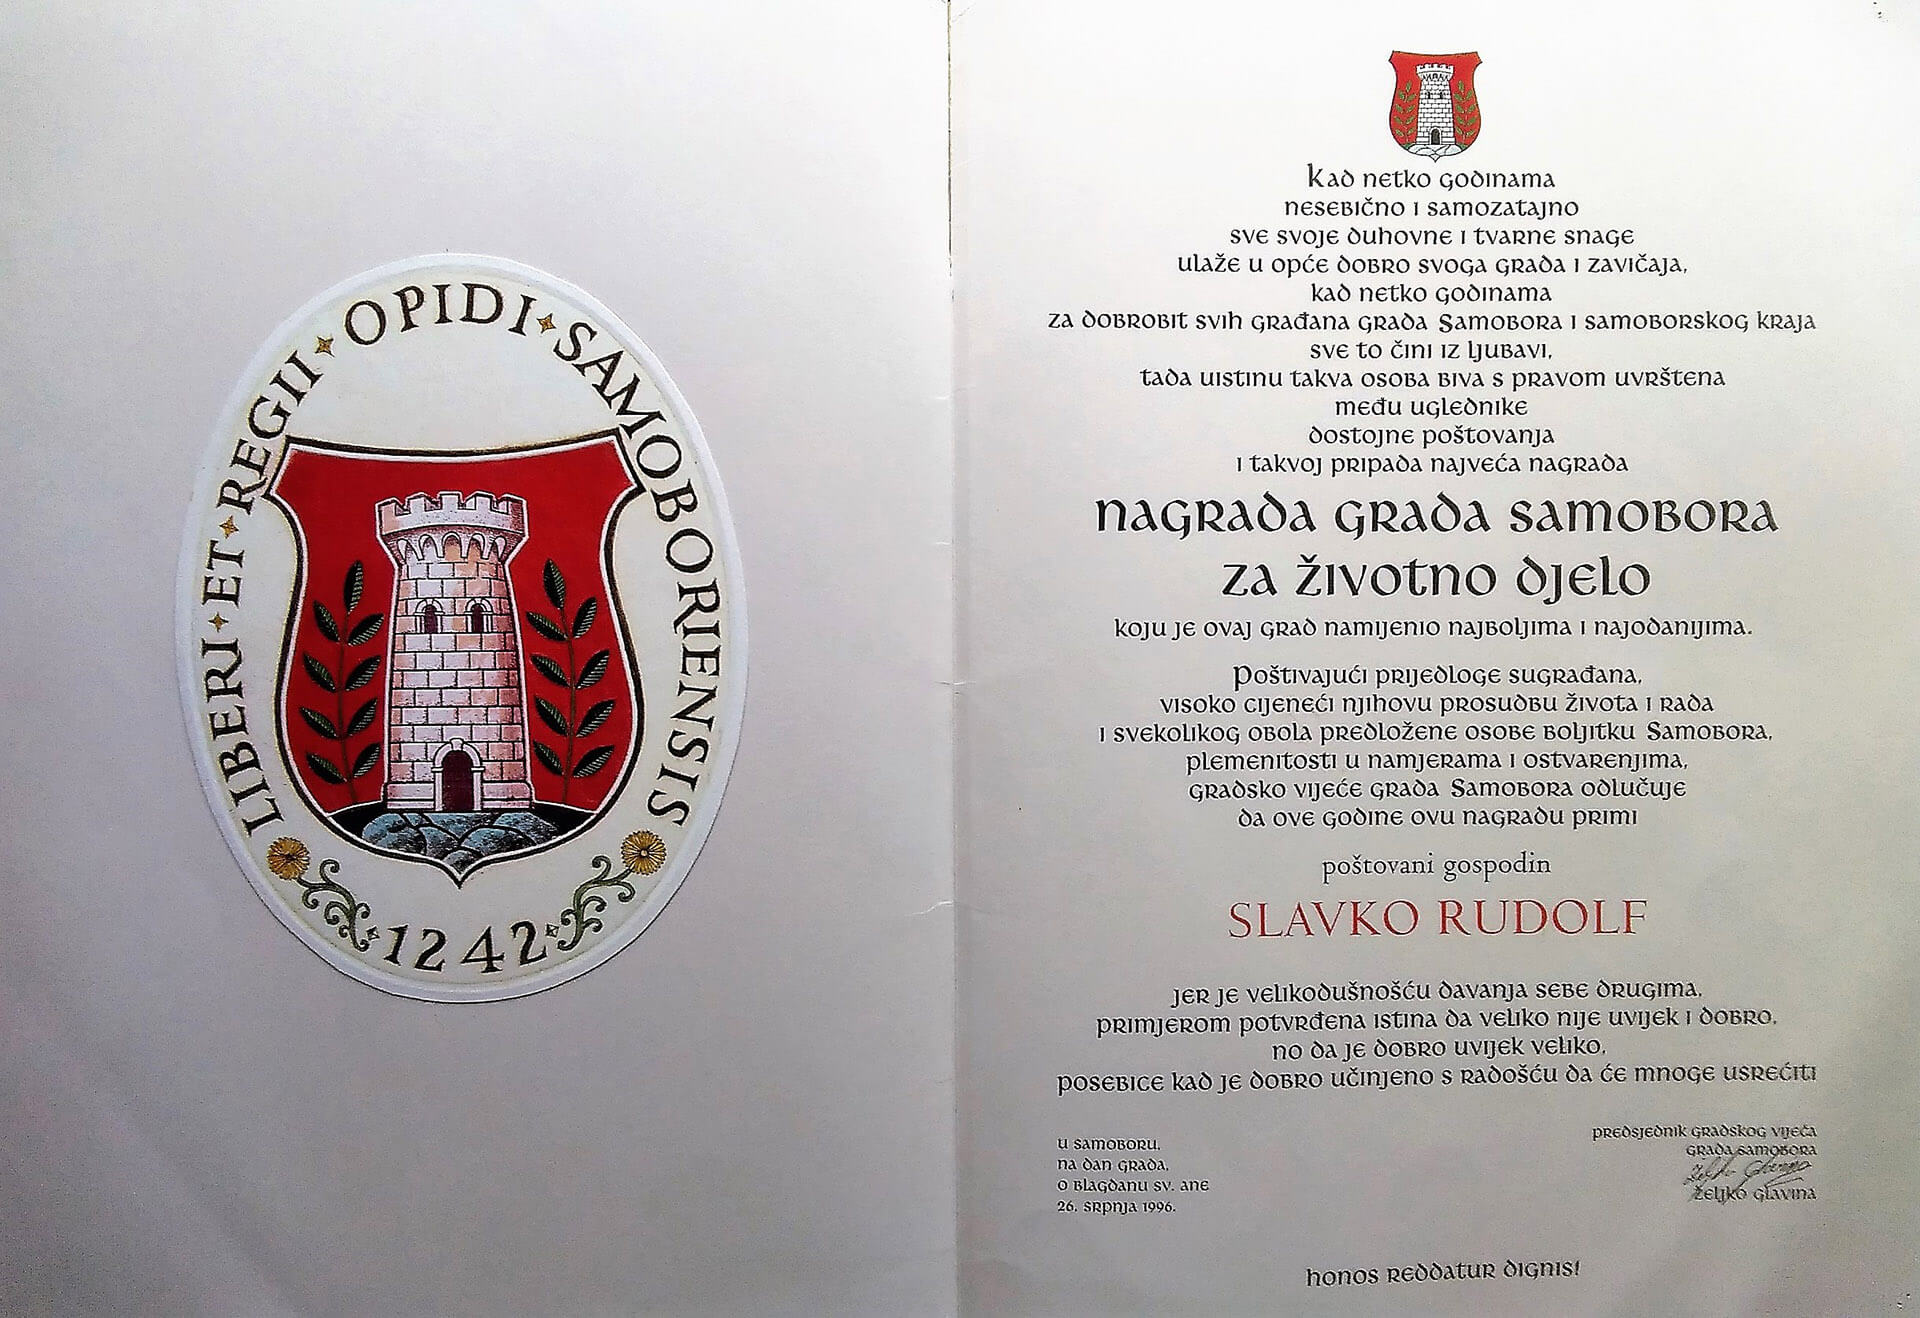 LIBERI · ET · REGII · OPIDI · SAMOBORIENSIS
1242
Kad netko godinama
nesebično i samozatajno
sve svoje duhovne i tvarne snage
ulaže u opće dobro svoga grada i zavičaja,
kad netko godinama
za dobrobit svih građana grada Samobora i samoborskog kraja
sve to čini iz ljubavi,
tada uistinu takva osoba biva s pravom uvrštena
među uglednike
dostojne poštovanja
i takvoj pripada najveća nagrada
nagrada grada samobora
za životno djelo
koju je ovaj grad namijenio najboljima i najodanijima.
Poštivajući prijedloge sugrađana,
visoko cijeneći njihovu prosudbu života i rada
i svekolikog obola predložene osobe boljitku Samobora,
plemenitosti u namjerama i ostvarenjima,
gradsko vijeće grada Samobora odlučuje
da ove godine ovu nagradu primi
poštovani gospodin
SLAVKO RUDOLF
jer je velikodušnošću davanja sebe drugima,
primjerom potvrđena istina da veliko nije uvijek i dobro,
no da je dobro uvijek veliko,
posebice kad je dobro učinjeno s radošću da će mnoge usrećiti
u samoboru,
na dan grada,
o blagdanu sv. ane
26. srpnja 1996.
predsjednik gradskog vijeća
grada samobora
Željko Glavina
željko glavina
honos reddatur dignis!